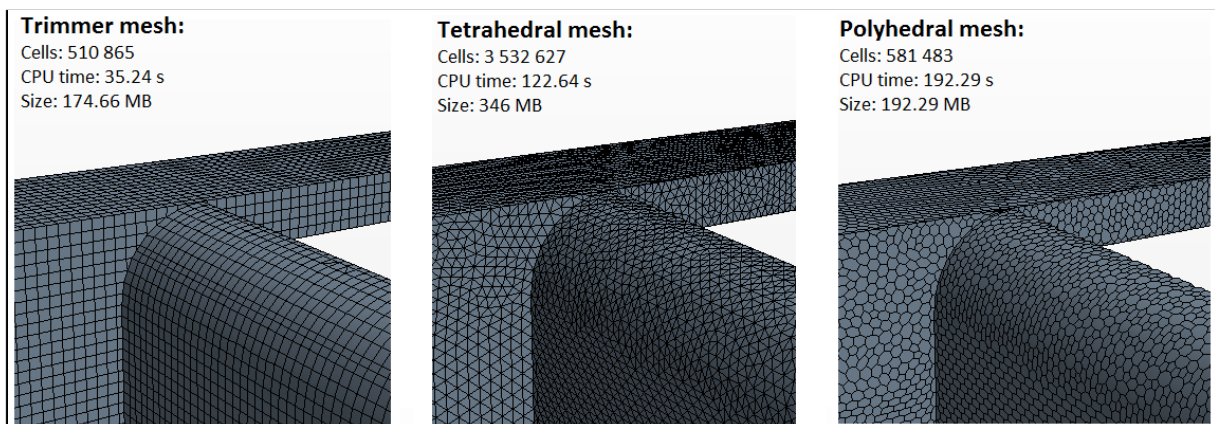 Trimmer mesh:
Cells: 510 865
CPU time: 35.24 s
Size: 174.66 MB
Tetrahedral mesh:
Cells: 3 532 627
CPU time: 122.64 s
Size: 346 MB
Polyhedral mesh:
Cells: 581 483
CPU time: 192.29 s
Size: 192.29 MB